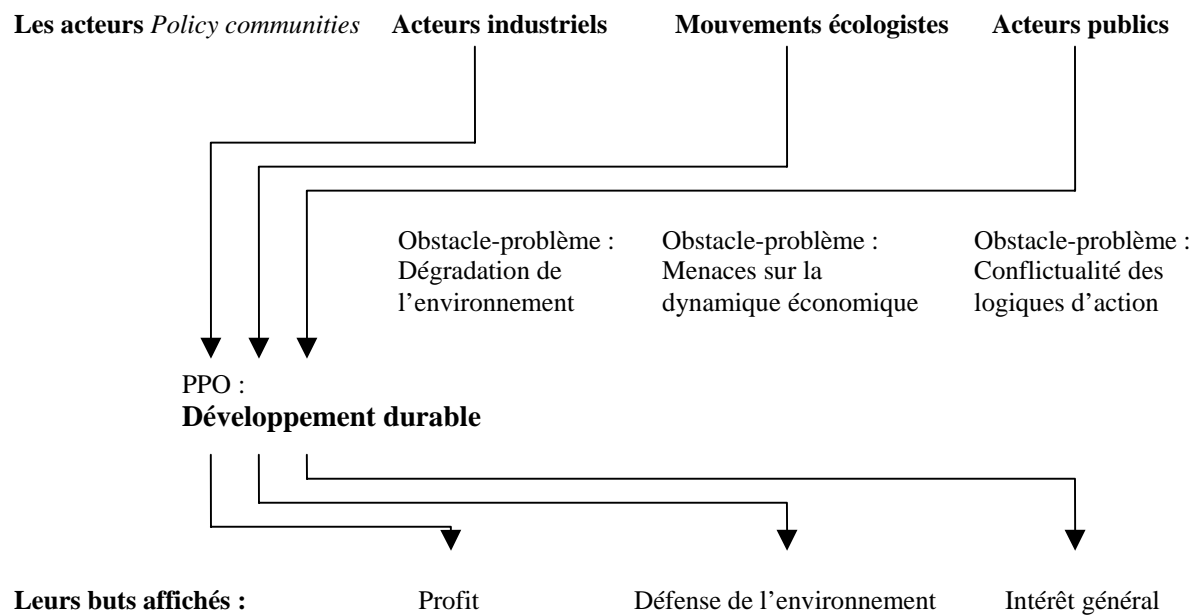 Les acteurs Policy communities Acteurs industriels Mouvements écologistes Acteurs publics
Obstacle-problème : Obstacle-problème : Obstacle-problème :
Dégradation de Menaces sur la Conflictualité des
l’environnement dynamique économique logiques d’action
PPO :
Développement durable
Leurs buts affichés : Profit Défense de l’environnement Intérêt général